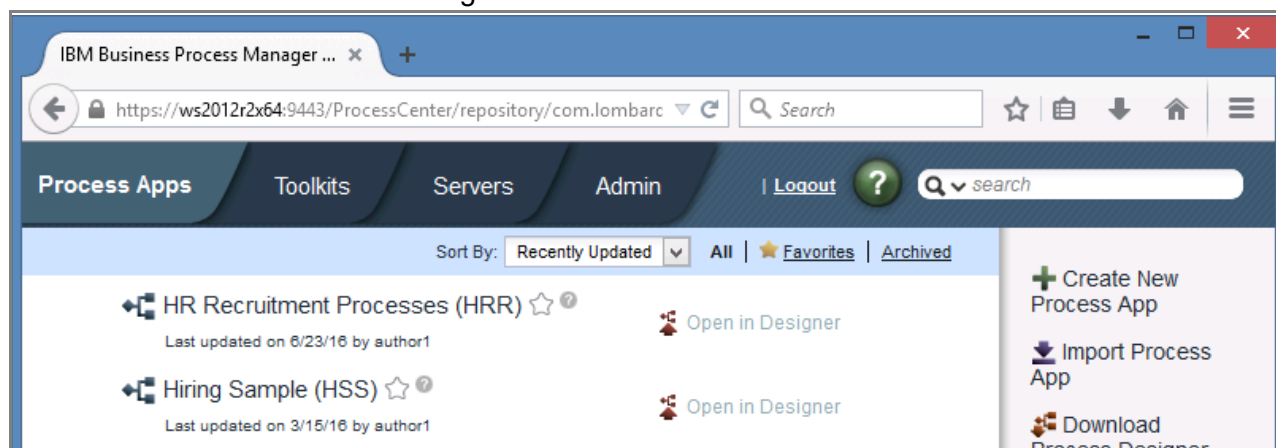 IBM Business Process Manager ...
https://ws2012r2x64:9443/ProcessCenter/repository/com.lombarc
Search
Process Apps Toolkits Servers Admin | Logout ? search
Sort By: Recently Updated All | Favorites | Archived
HR Recruitment Processes (HRR)
Last updated on 6/23/16 by author1
Open in Designer
Hiring Sample (HSS)
Last updated on 3/15/16 by author1
Open in Designer
Create New
Process App
Import Process
App
Download
Process Designer